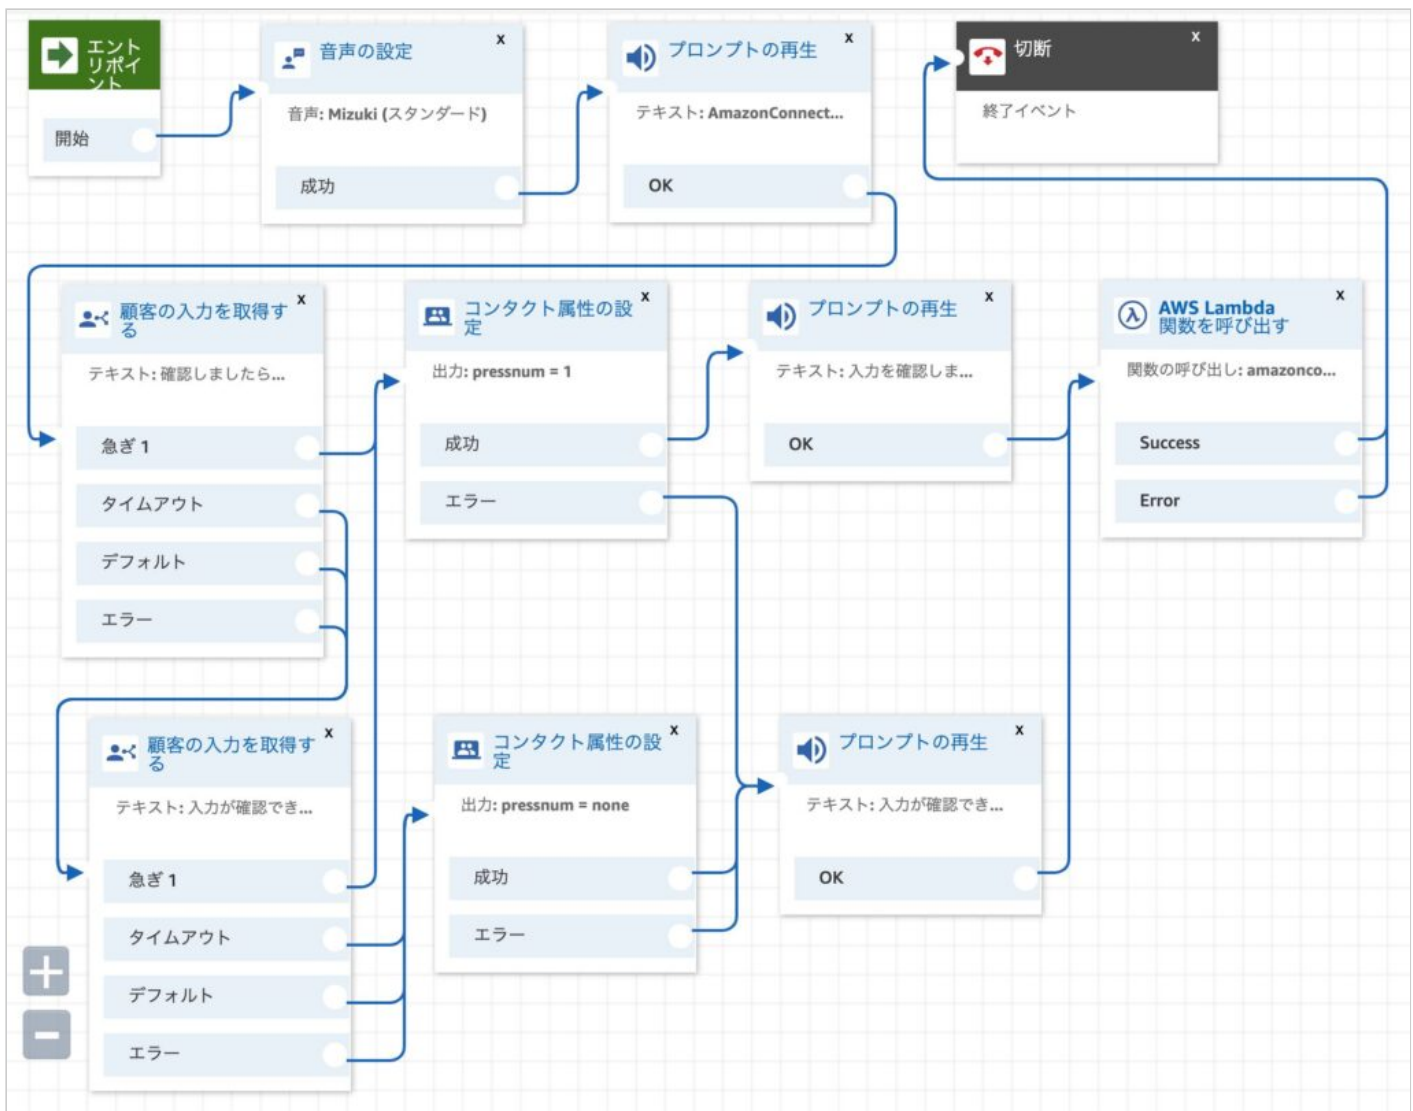 エント
リポイ
ント
開始
音声の設定
x
音声: Mizuki (スタンダード)
成功
プロンプトの再生
x
テキスト: AmazonConnect...
OK
切断
x
終了イベント
顧客の入力を取得す
る
x
テキスト: 確認しましたら...
急ぎ 1
タイムアウト
デフォルト
エラー
コンタクト属性の設
定
x
出力: pressnum = 1
成功
エラー
プロンプトの再生
x
テキスト: 入力を確認しま...
OK
AWS Lambda
関数を呼び出す
x
関数の呼び出し: amazonco...
Success
Error
顧客の入力を取得す
る
x
テキスト: 入力が確認でき...
急ぎ 1
タイムアウト
デフォルト
エラー
コンタクト属性の設
定
x
出力: pressnum = none
成功
エラー
プロンプトの再生
x
テキスト: 入力が確認でき...
OK